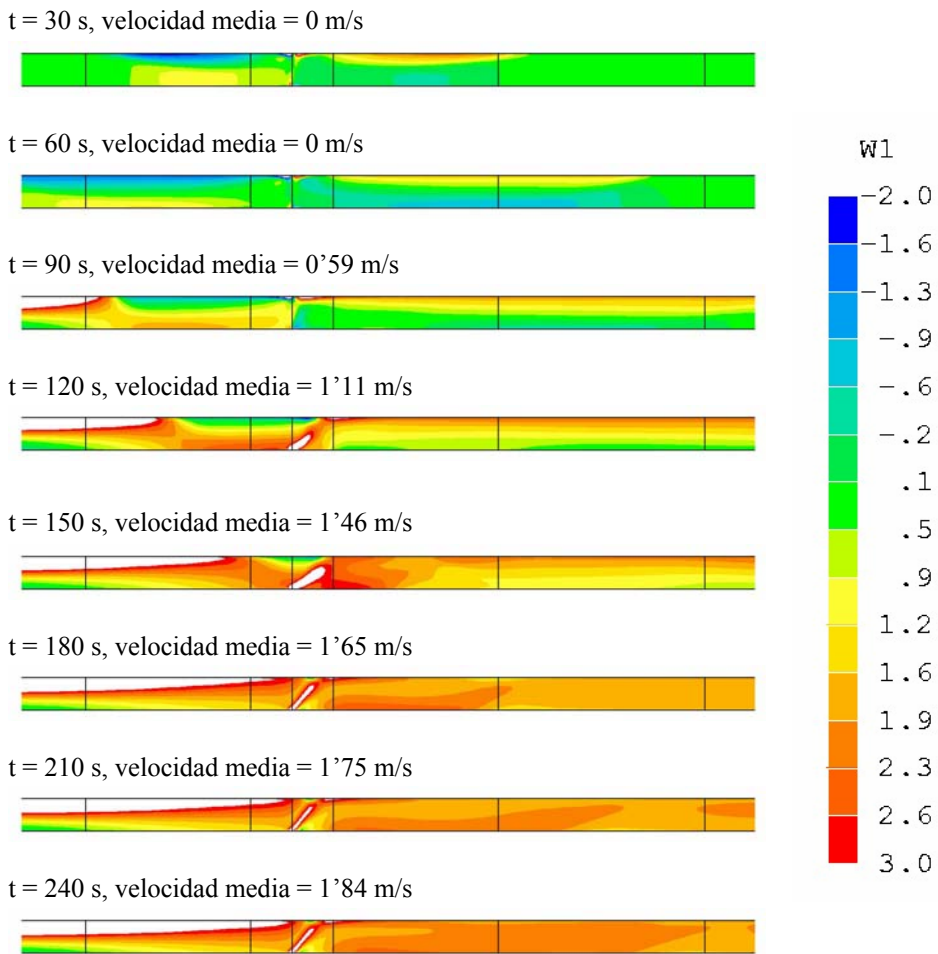 t = 30 s, velocidad media = 0 m/s
t = 60 s, velocidad media = 0 m/s
t = 90 s, velocidad media = 0’59 m/s
t = 120 s, velocidad media = 1’11 m/s
t = 150 s, velocidad media = 1’46 m/s
t = 180 s, velocidad media = 1’65 m/s
t = 210 s, velocidad media = 1’75 m/s
t = 240 s, velocidad media = 1’84 m/s
W1
-2.0
-1.6
-1.3
-.9
-.6
-.2
.1
.5
.9
1.2
1.6
1.9
2.3
2.6
3.0